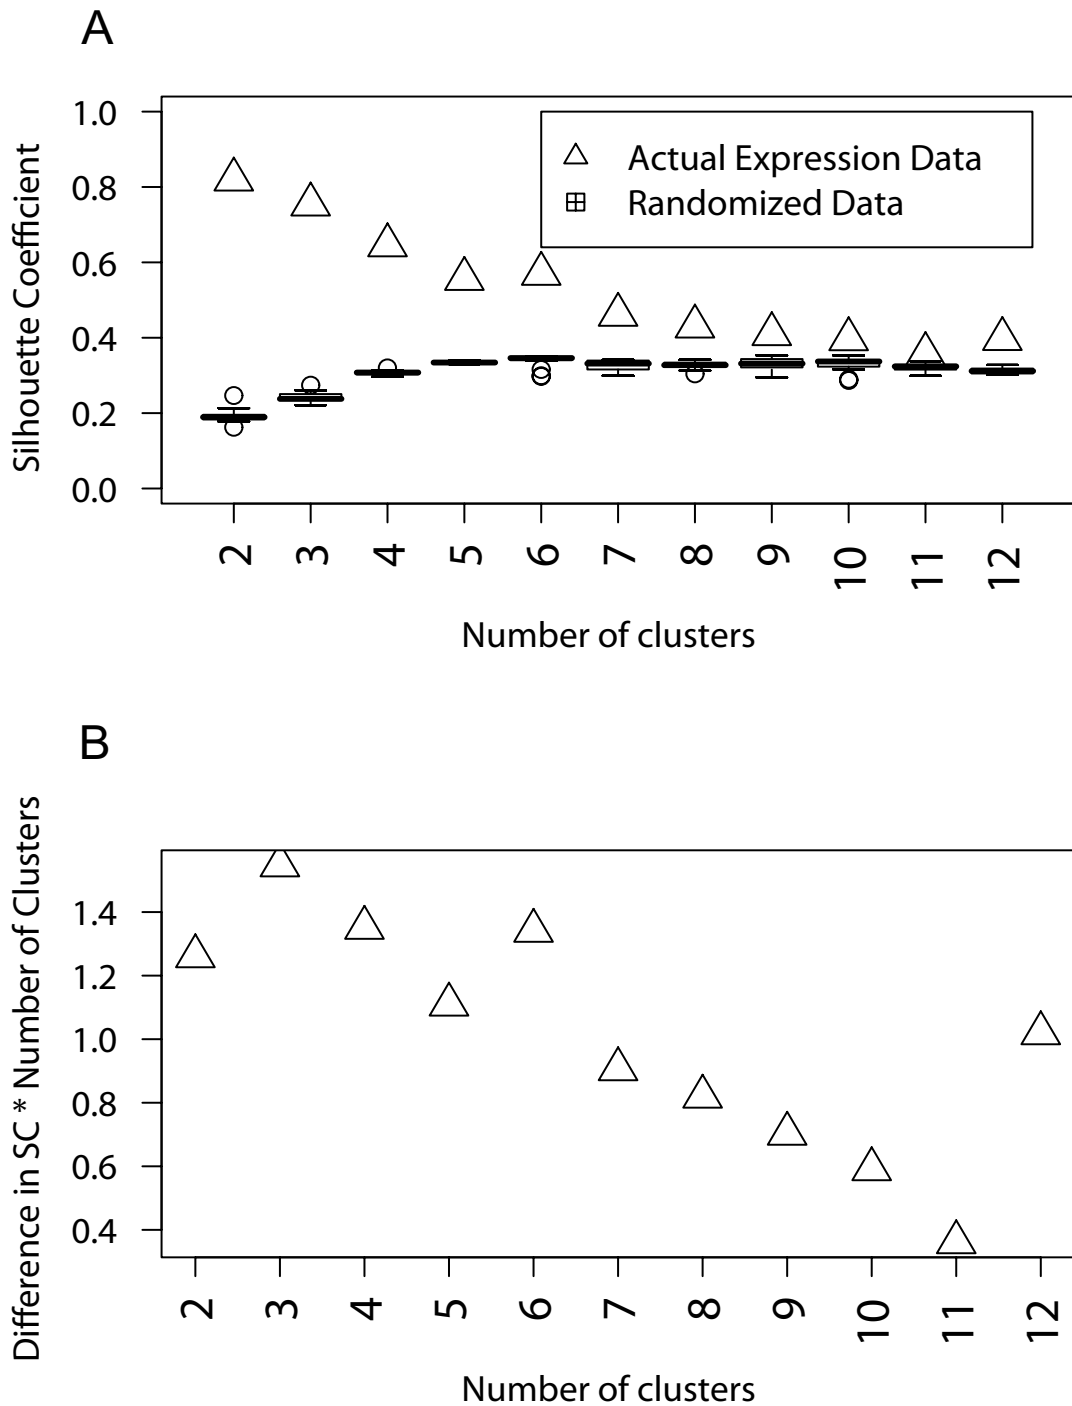 A
Silhouette Coefficient
1.0
0.8
0.6
0.4
0.2
0.0
Actual Expression Data
Randomized Data
2 3 4 5 6 7 8 9 10 11 12
Number of clusters
B
Difference in SC * Number of Clusters
1.4
1.2
1.0
0.8
0.6
0.4
2 3 4 5 6 7 8 9 10 11 12
Number of clusters